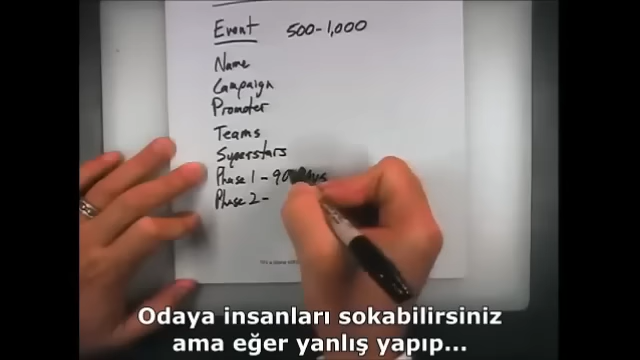 Event 500-1,000
Name
Campaign
Promoter
Teams
Superstars
Phase 1 - 90 Days
Phase 2 -
Odaya insanları sokabilirsiniz
ama eğer yanlış yapıp...